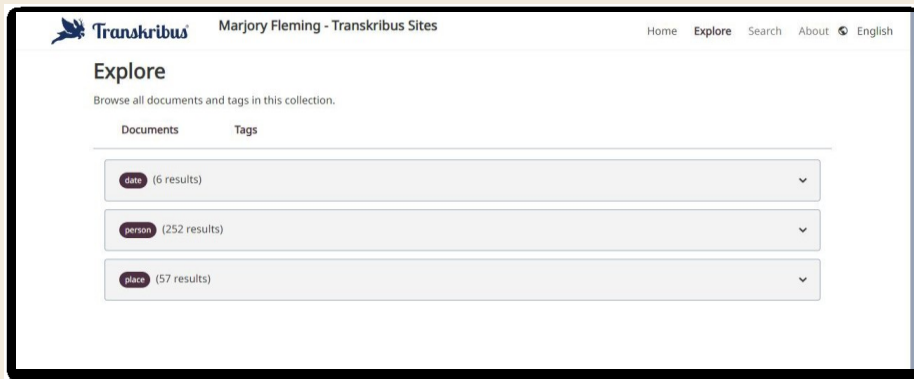 Transkribus Marjory Fleming - Transkribus Sites Home Explore Search About English
Explore
Browse all documents and tags in this collection.
Documents Tags
date (6 results)
person (252 results)
place (57 results)